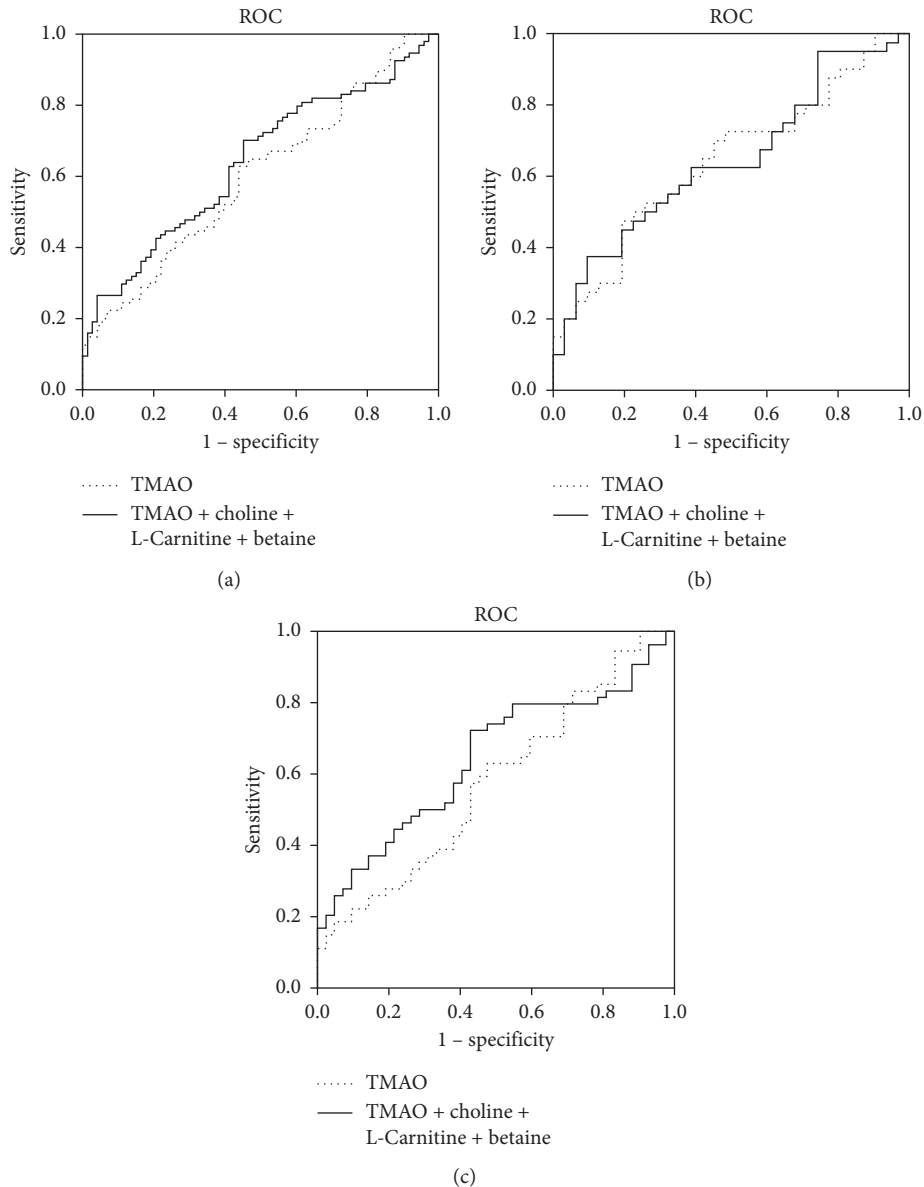 ROC
Sensitivity
1.0
0.8
0.6
0.4
0.2
0.0
0.0 0.2 0.4 0.6 0.8 1.0
1 – specificity
TMAO
TMAO + choline +
L-Carnitine + betaine
(a)
ROC
Sensitivity
1.0
0.8
0.6
0.4
0.2
0.0
0.0 0.2 0.4 0.6 0.8 1.0
1 – specificity
TMAO
TMAO + choline +
L-Carnitine + betaine
(b)
ROC
Sensitivity
1.0
0.8
0.6
0.4
0.2
0.0
0.0 0.2 0.4 0.6 0.8 1.0
1 – specificity
TMAO
TMAO + choline +
L-Carnitine + betaine
(c)